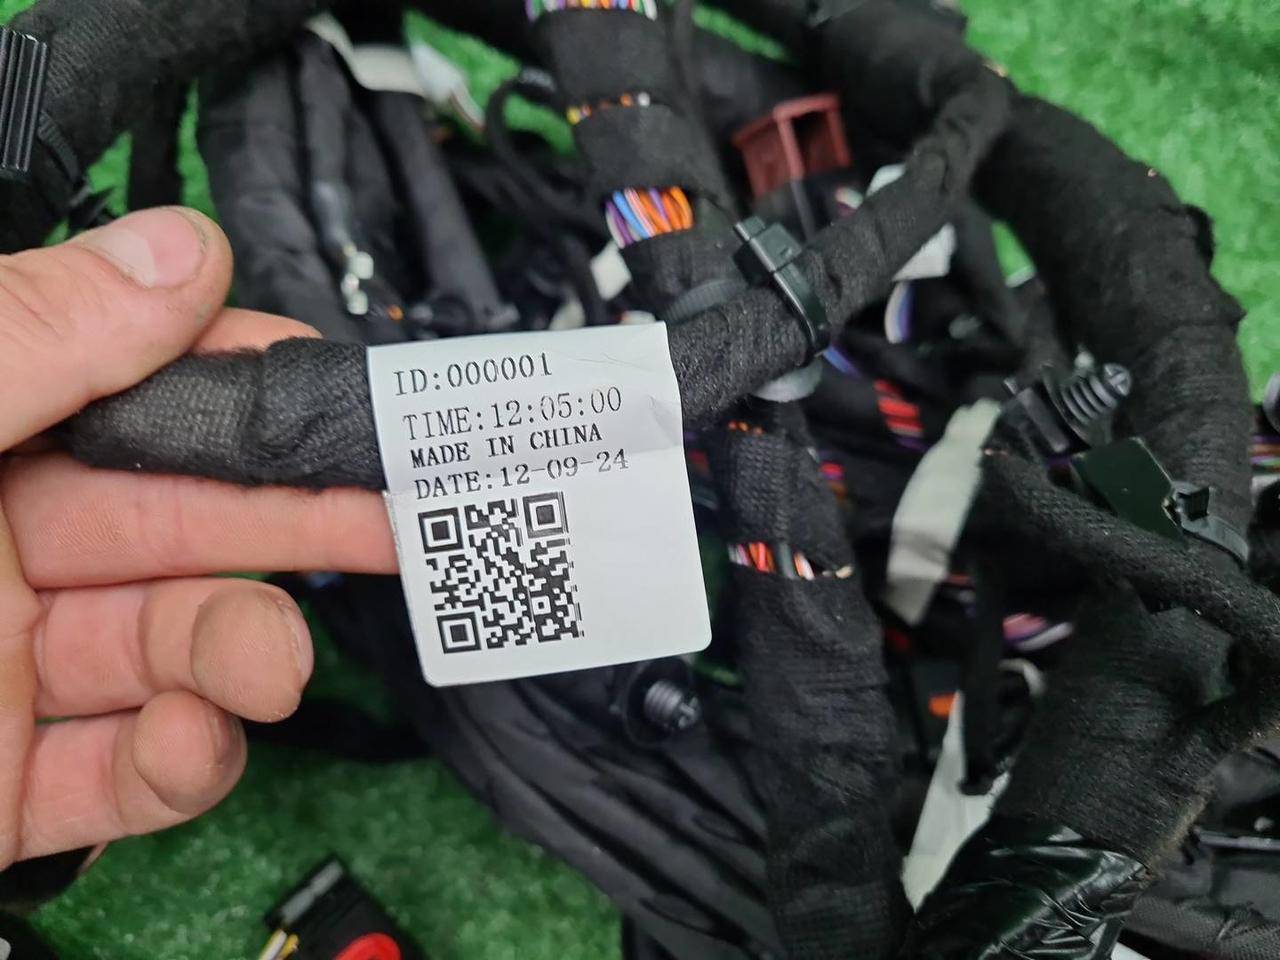 ID:000001
TIME:12:05:00
MADE IN CHINA
DATE:12-09-24